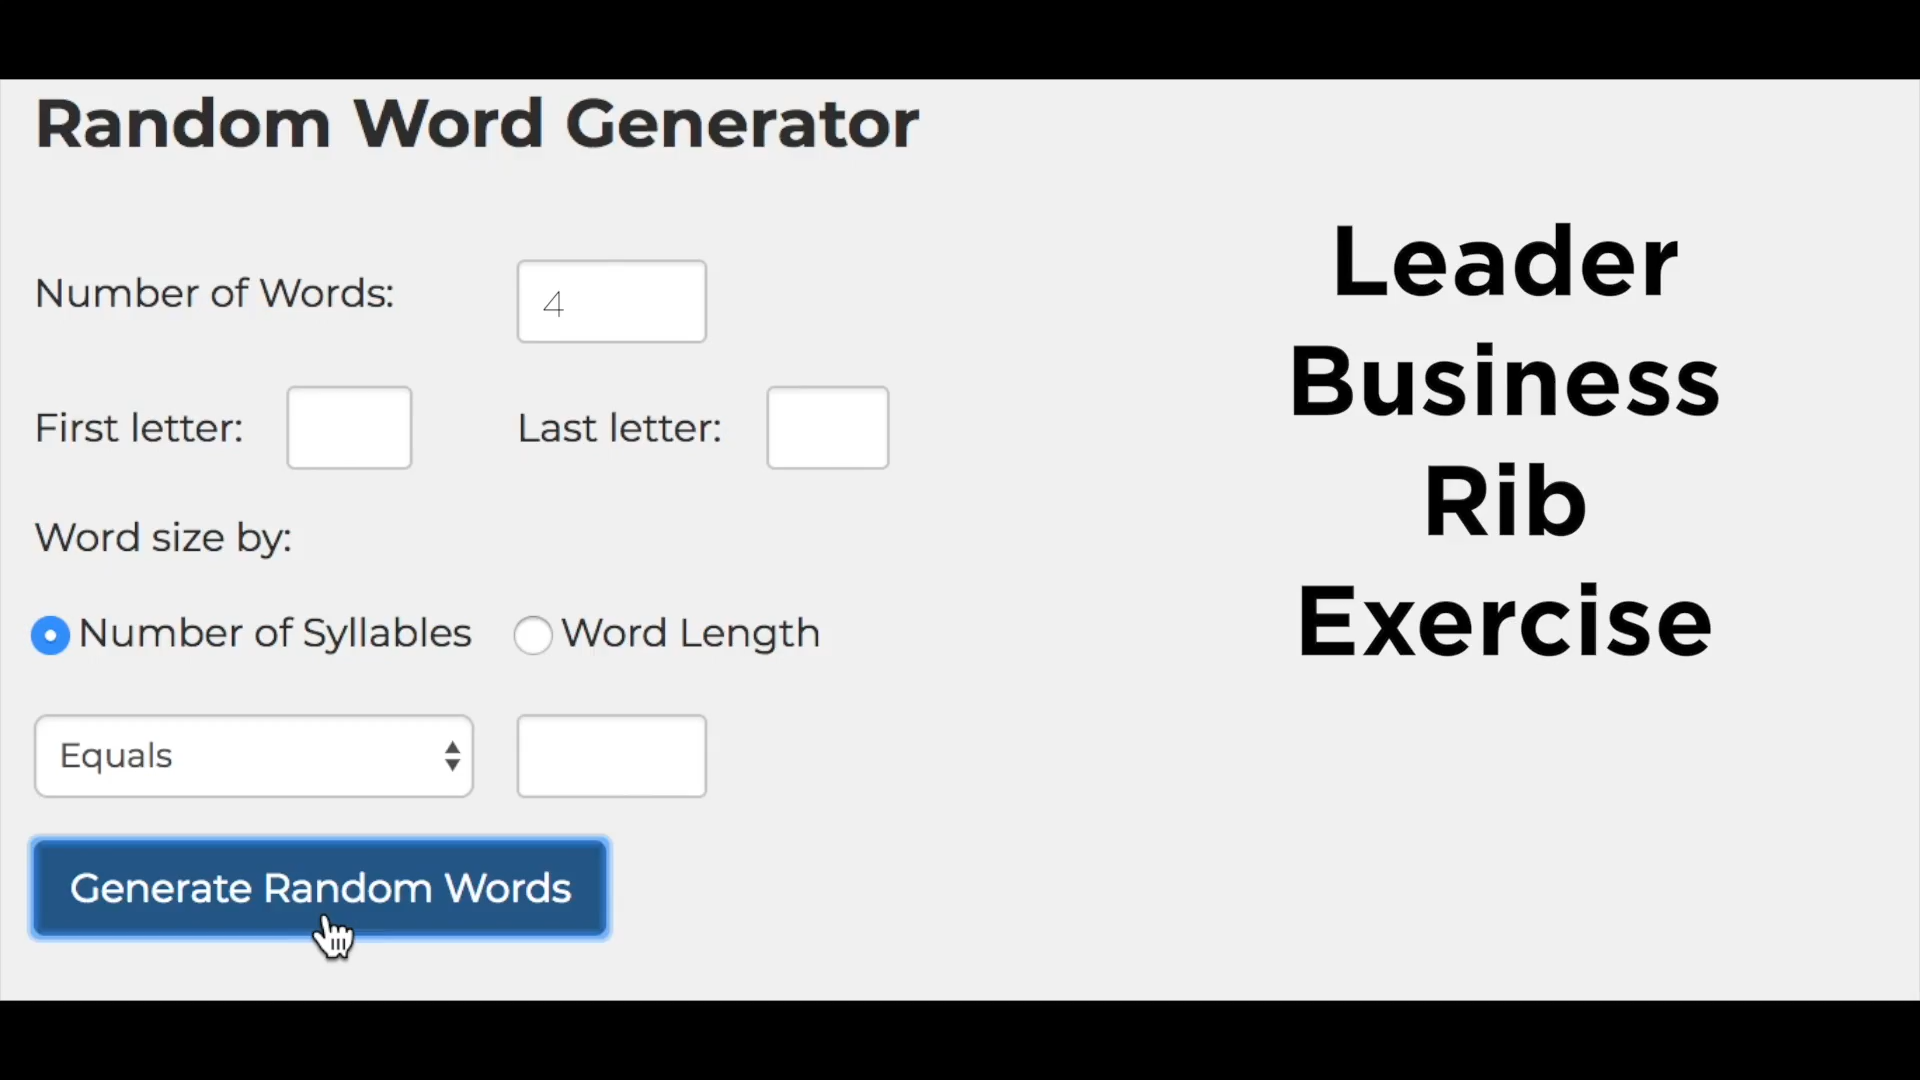 Random Word Generator
Number of Words: 4
First letter: Last letter:
Word size by:
Number of Syllables Word Length
Equals
Generate Random Words
Leader
Business
Rib
Exercise